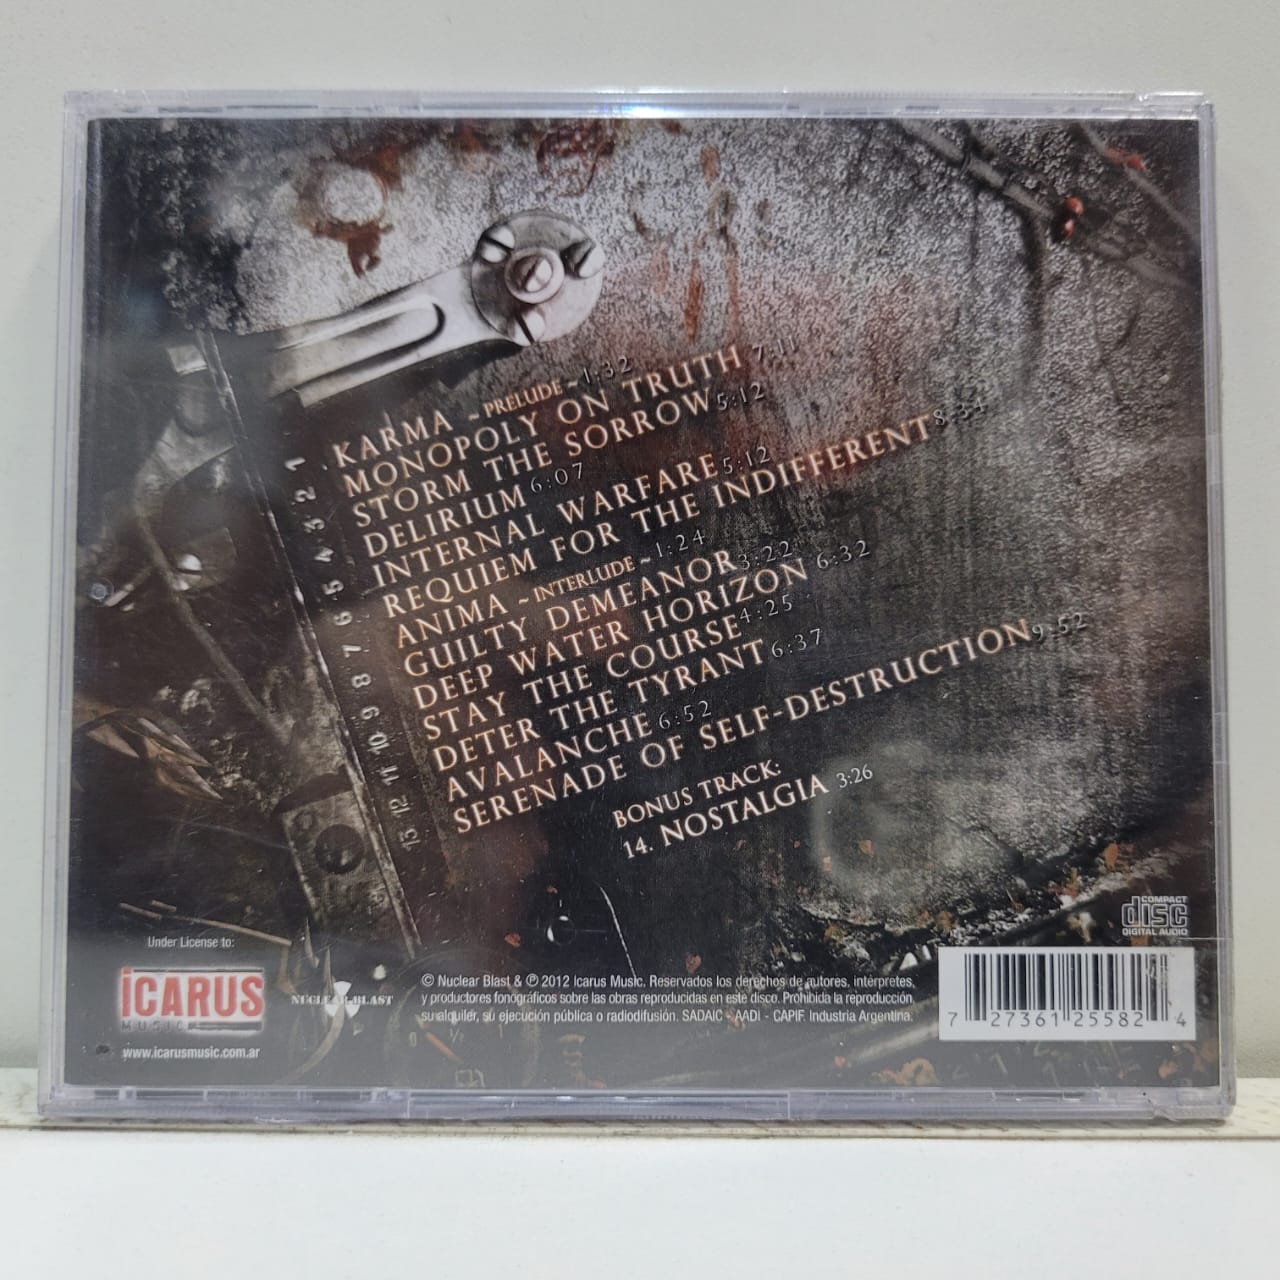 1 KARMA ~ PRELUDE ~ 1:32
2 MONOPOLY ON TRUTH 7:11
3 STORM THE SORROW 5:12
4 DELIRIUM 6:07
5 INTERNAL WARFARE 5:12
6 REQUIEM FOR THE INDIFFERENT 8:34
7 ANIMA ~ INTERLUDE ~ 1:24
8 GUILTY DEMEANOR 3:22
9 DEEP WATER HORIZON 6:32
10 STAY THE COURSE 4:25
11 DETER THE TYRANT 6:37
12 AVALANCHE 6:52
13 SERENADE OF SELF-DESTRUCTION 9:52
BONUS TRACK:
14. NOSTALGIA 3:26
COMPACT
disc
DIGITAL AUDIO
Under License to:
iCARUS
MUSIC
www.icarusmusic.com.ar
NUCLEAR BLAST
© Nuclear Blast & ℗ 2012 Icarus Music. Reservados los derechos de autores, intérpretes,
y productores fonográficos sobre las obras reproducidas en este disco. Prohibida la reproducción,
su alquiler, su ejecución pública o radiodifusión. SADAIC - AADI - CAPIF. Industria Argentina.
7 27361 25582 4